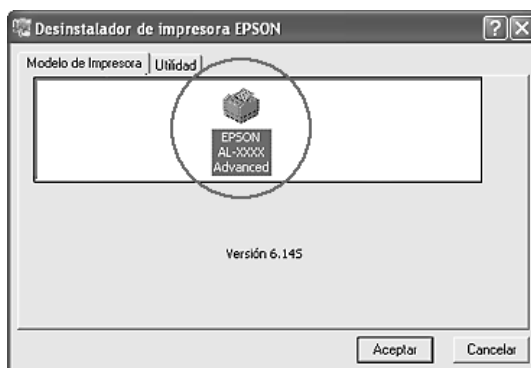 Desinstalador de impresora EPSON
Modelo de Impresora
Utilidad
EPSON
AL-XXXX
Advanced
Versión 6.145
Aceptar
Cancelar